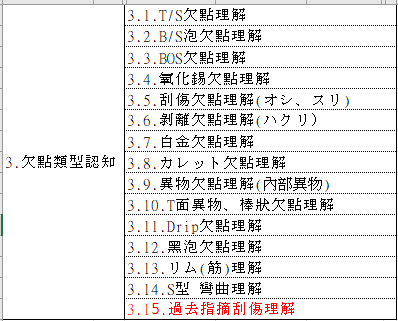 3.欠點類型認知
3.1.T/S欠點理解
3.2.B/S泡欠點理解
3.3.BOS欠點理解
3.4.氧化錫欠點理解
3.5.刮傷欠點理解(オシ、スリ)
3.6.剝離欠點理解(ハクリ)
3.7.白金欠點理解
3.8.カレット欠點理解
3.9.異物欠點理解(內部異物)
3.10.T面異物、棒狀欠點理解
3.11.Drip欠點理解
3.12.黑泡欠點理解
3.13.リム(筋)理解
3.14.S型 彎曲理解
3.15.過去指摘刮傷理解